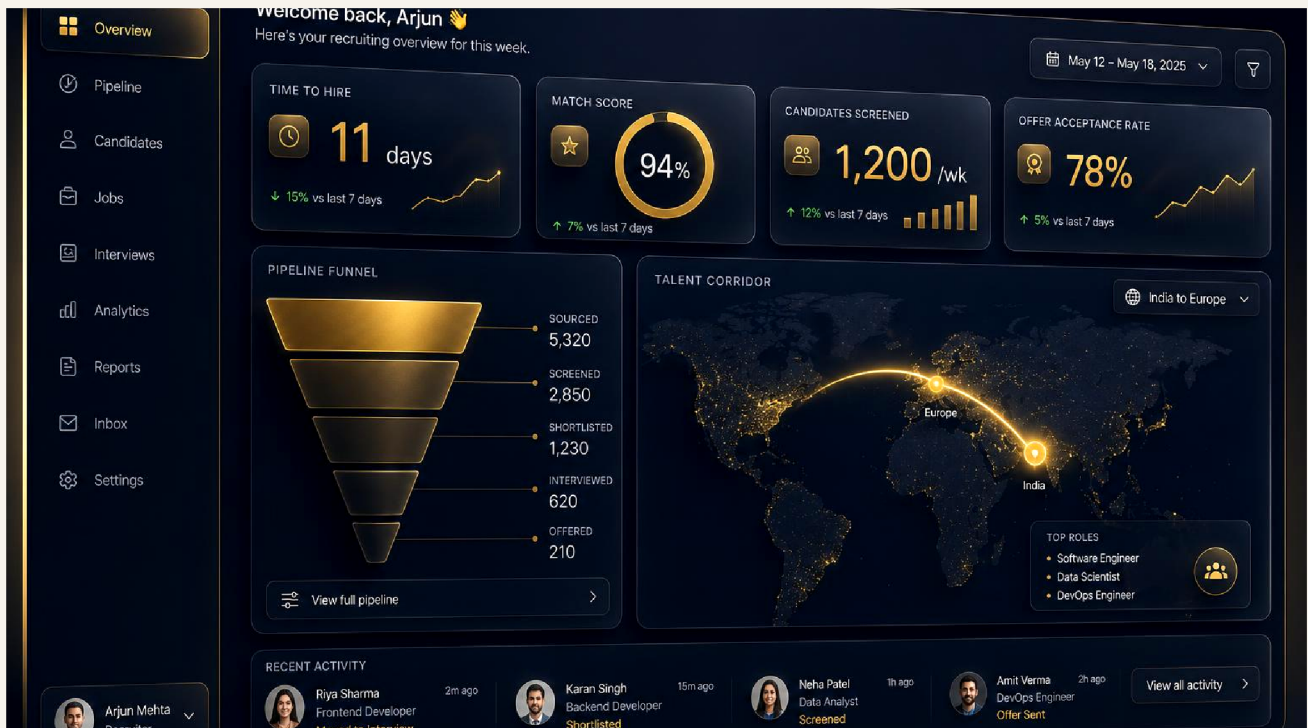 Overview
Pipeline
Candidates
Jobs
Interviews
Analytics
Reports
Inbox
Settings
Arjun Mehta
Welcome back, Arjun 👋
Here's your recruiting overview for this week.
May 12 – May 18, 2025
TIME TO HIRE
11 days
↓ 15% vs last 7 days
MATCH SCORE
94%
↑ 7% vs last 7 days
CANDIDATES SCREENED
1,200 /wk
↑ 12% vs last 7 days
OFFER ACCEPTANCE RATE
78%
↑ 5% vs last 7 days
PIPELINE FUNNEL
SOURCED
5,320
SCREENED
2,850
SHORTLISTED
1,230
INTERVIEWED
620
OFFERED
210
View full pipeline
TALENT CORRIDOR
India to Europe
Europe
India
TOP ROLES
• Software Engineer
• Data Scientist
• DevOps Engineer
RECENT ACTIVITY
Riya Sharma 2m ago
Frontend Developer
Karan Singh 15m ago
Backend Developer
Shortlisted
Neha Patel 1h ago
Data Analyst
Screened
Amit Verma 2h ago
DevOps Engineer
Offer Sent
View all activity